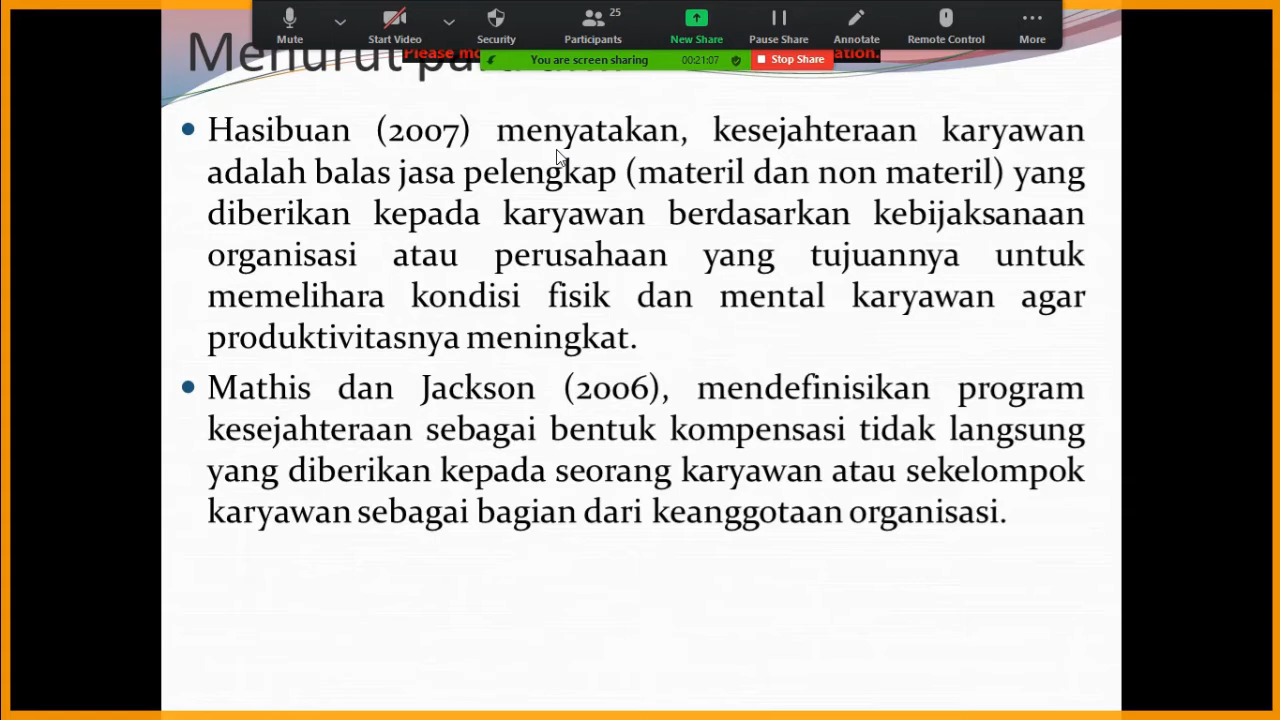 Mute
Start Video
Security
Participants
25
New Share
Pause Share
Annotate
Remote Control
More
Please
You are screen sharing
00:21:07
Stop Share
Menurut
Hasibuan (2007) menyatakan, kesejahteraan karyawan
adalah balas jasa pelengkap (materil dan non materil) yang
diberikan kepada karyawan berdasarkan kebijaksanaan
organisasi atau perusahaan yang tujuannya untuk
memelihara kondisi fisik dan mental karyawan agar
produktivitasnya meningkat.
Mathis dan Jackson (2006), mendefinisikan program
kesejahteraan sebagai bentuk kompensasi tidak langsung
yang diberikan kepada seorang karyawan atau sekelompok
karyawan sebagai bagian dari keanggotaan organisasi.